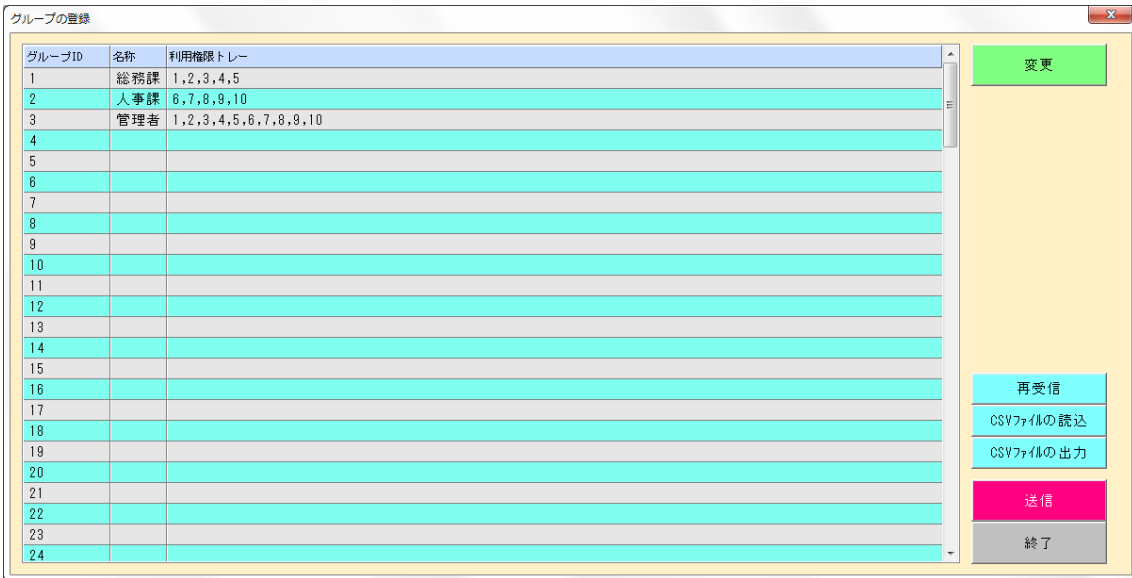 グループの登録
グループID 名称 利用権限トレー
1 総務課 1,2,3,4,5
2 人事課 6,7,8,9,10
3 管理者 1,2,3,4,5,6,7,8,9,10
4
5
6
7
8
9
10
11
12
13
14
15
16
17
18
19
20
21
22
23
24
変更
再受信
CSVファイルの読込
CSVファイルの出力
送信
終了